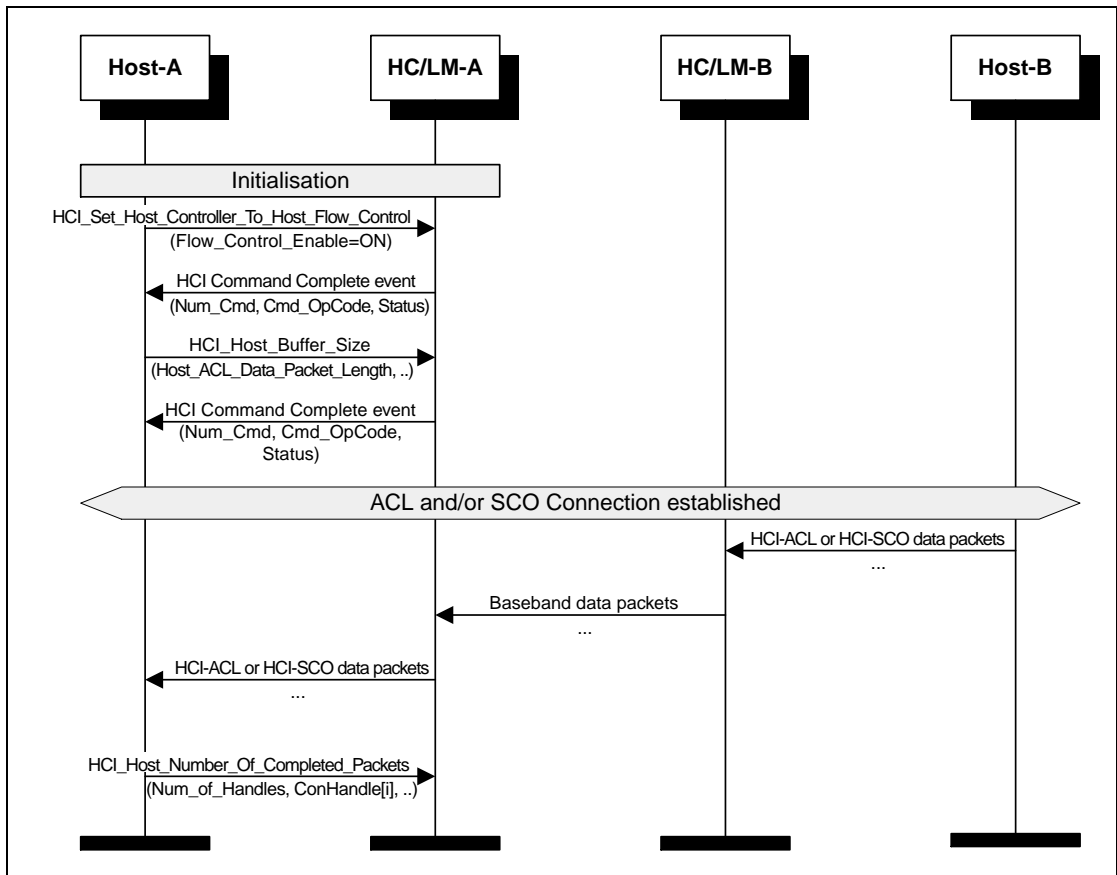 Host-A
HC/LM-A
HC/LM-B
Host-B
Initialisation
HCI_Set_Host_Controller_To_Host_Flow_Control
(Flow_Control_Enable=ON)
HCI Command Complete event
(Num_Cmd, Cmd_OpCode, Status)
HCI_Host_Buffer_Size
(Host_ACL_Data_Packet_Length, ..)
HCI Command Complete event
(Num_Cmd, Cmd_OpCode,
Status)
ACL and/or SCO Connection established
HCI-ACL or HCI-SCO data packets
...
Baseband data packets
...
HCI-ACL or HCI-SCO data packets
...
HCI_Host_Number_Of_Completed_Packets
(Num_of_Handles, ConHandle[i], ..)